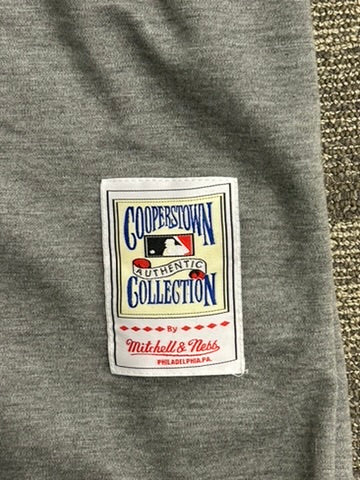 COOPERSTOWN
AUTHENTIC
COLLECTION
By
Mitchell & Ness
PHILADELPHIA.PA.